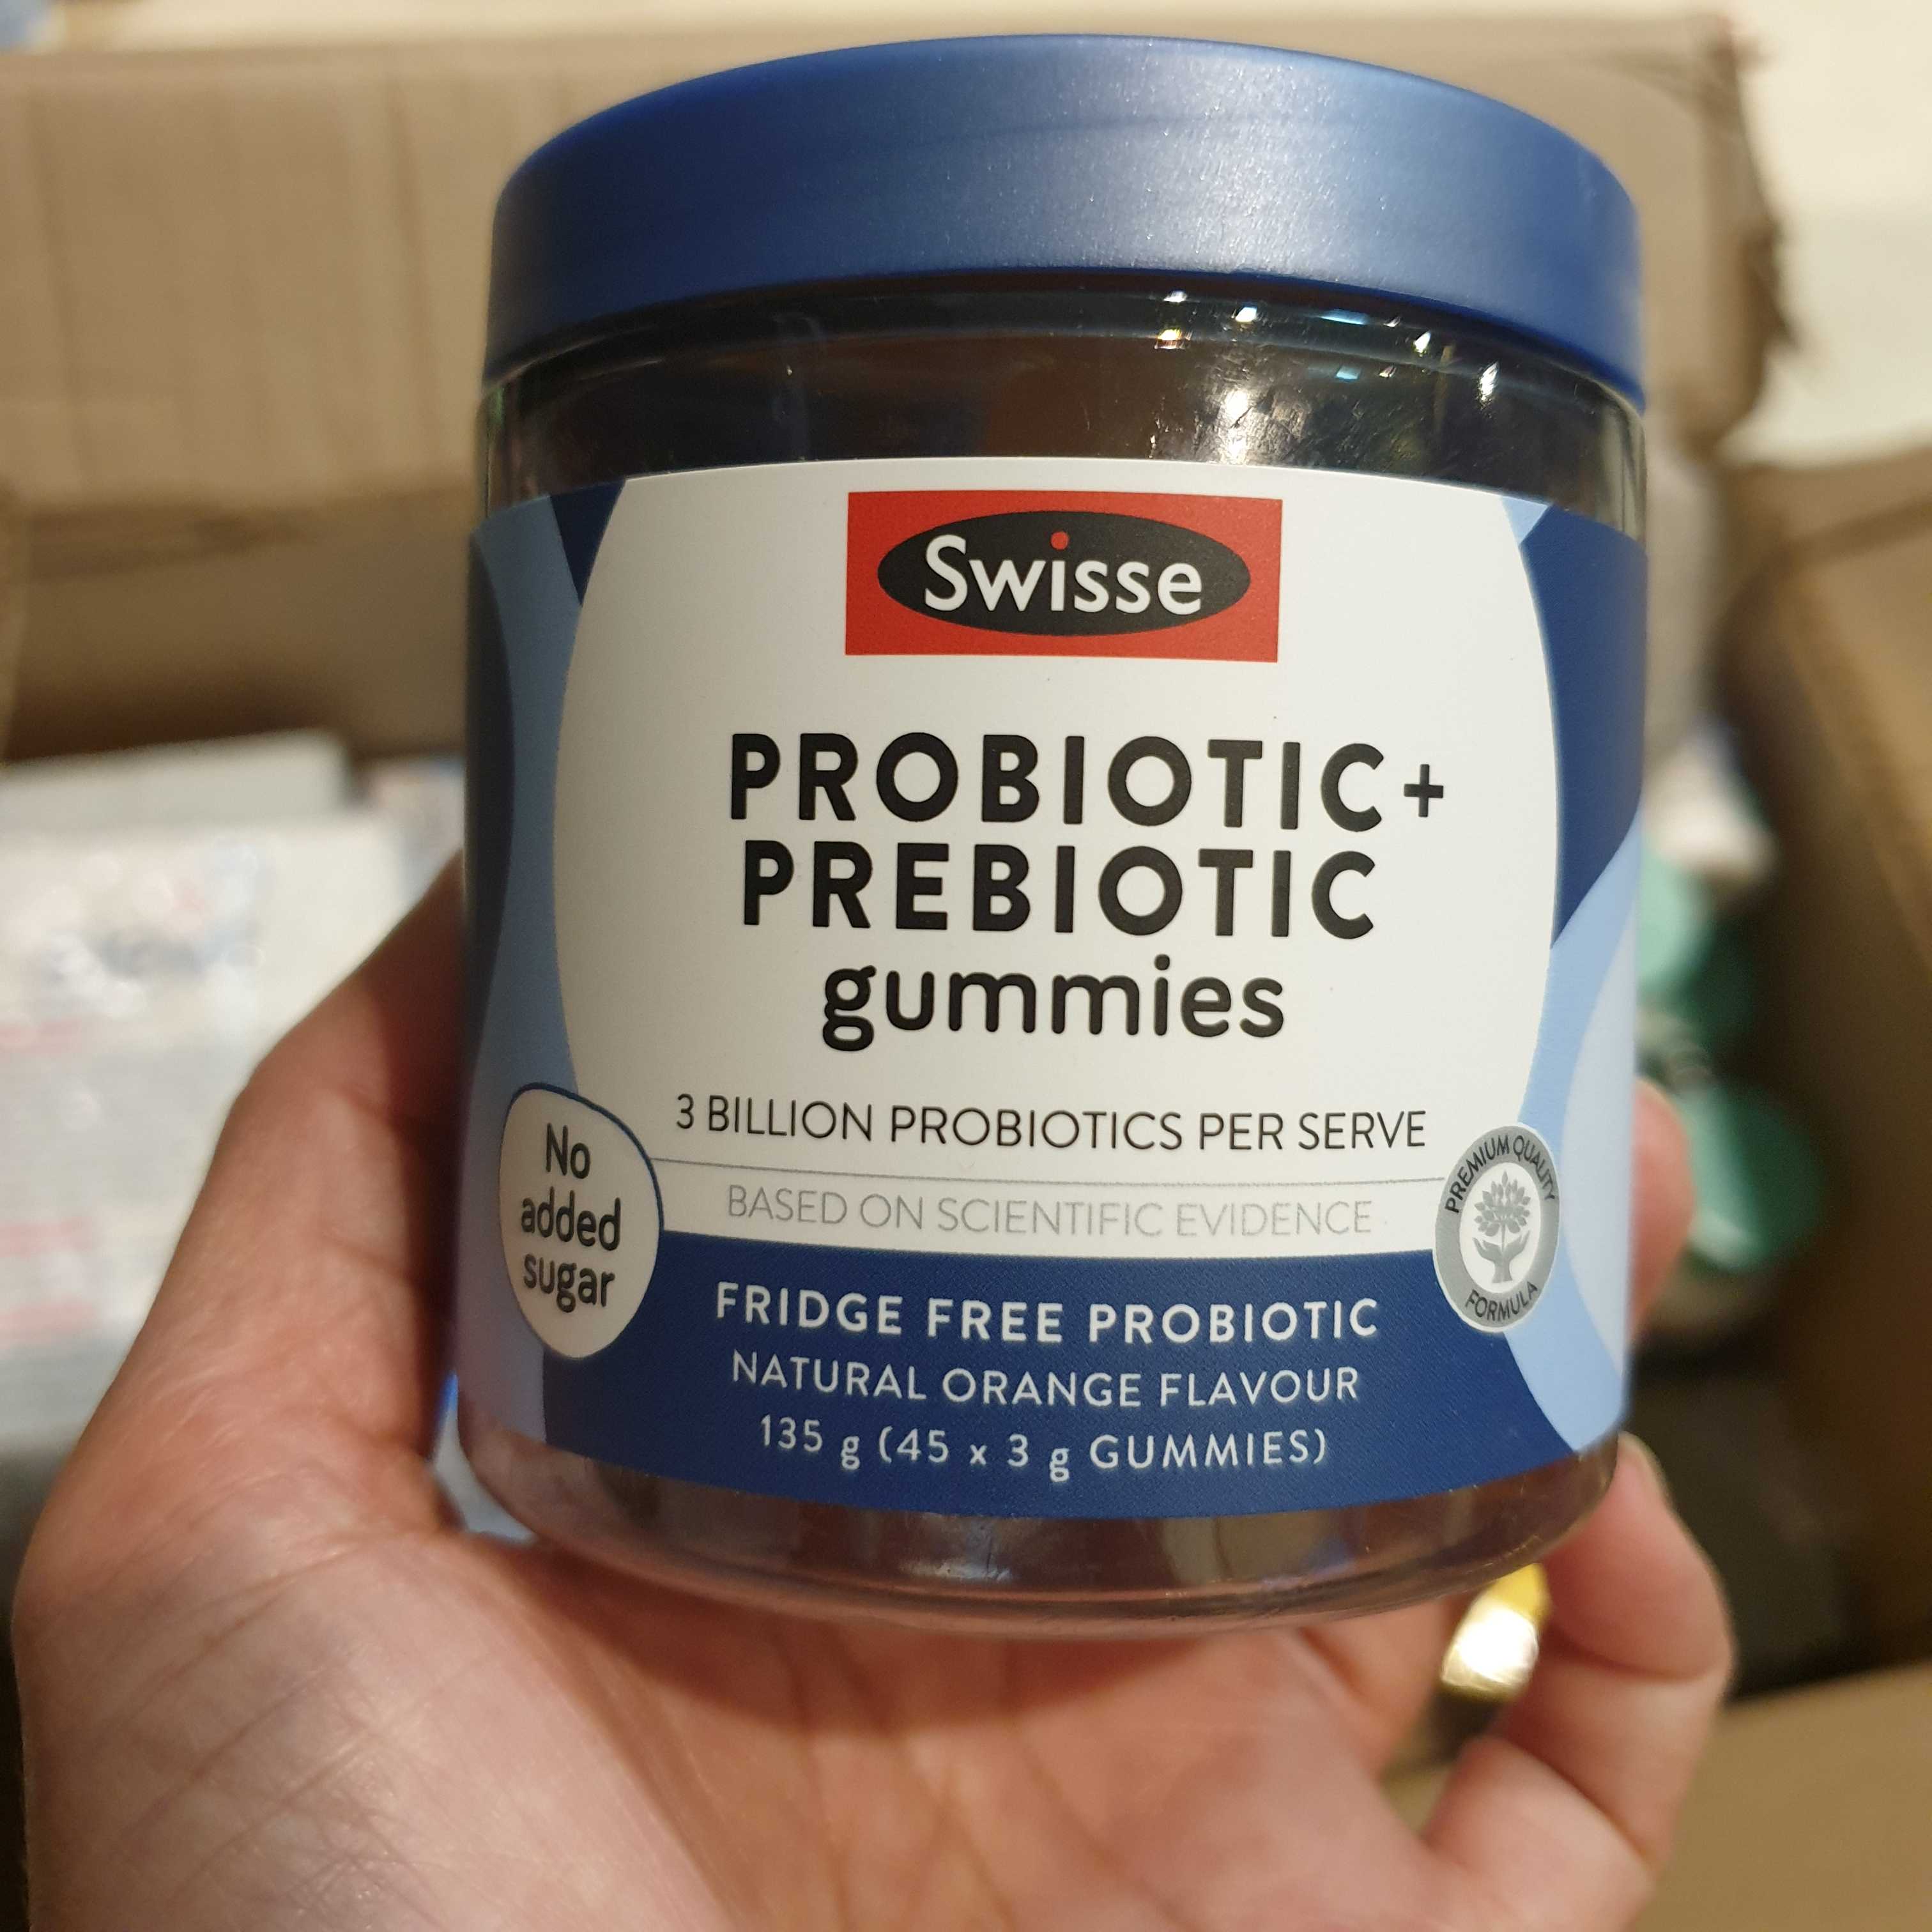 Swisse
PROBIOTIC+
PREBIOTIC
gummies
3 BILLION PROBIOTICS PER SERVE
BASED ON SCIENTIFIC EVIDENCE
No
added
sugar
PREMIUM QUALITY
FORMULA
FRIDGE FREE PROBIOTIC
NATURAL ORANGE FLAVOUR
135 g (45 x 3 g GUMMIES)